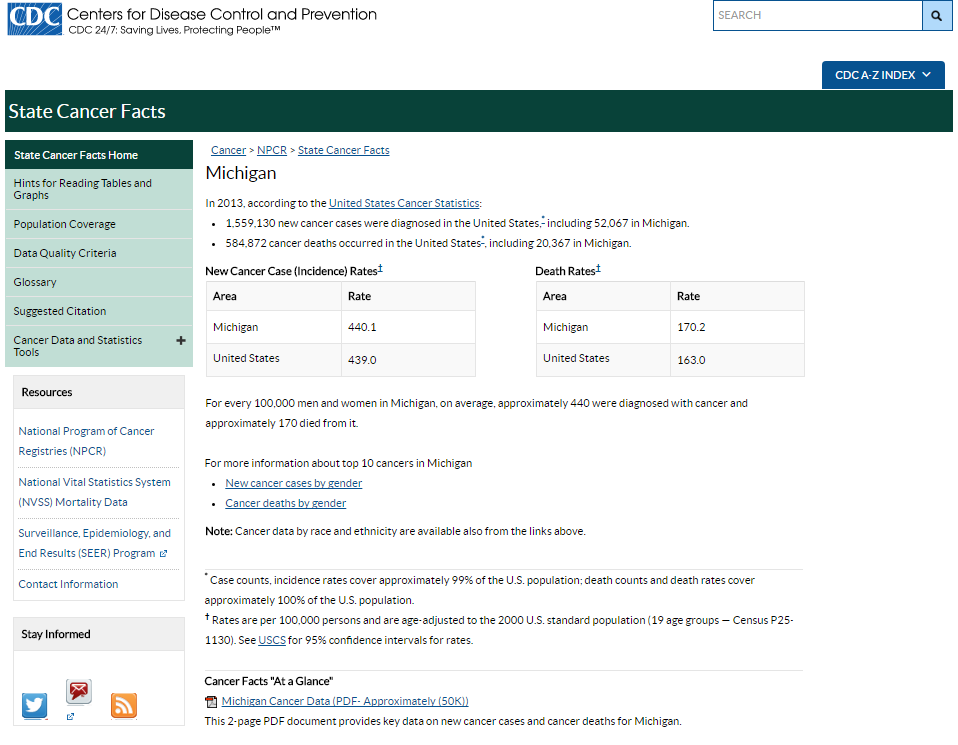 CDC Centers for Disease Control and Prevention
CDC 24/7: Saving Lives, Protecting People™
SEARCH
CDC A-Z INDEX
State Cancer Facts
State Cancer Facts Home
Hints for Reading Tables and
Graphs
Population Coverage
Data Quality Criteria
Glossary
Suggested Citation
Cancer Data and Statistics
Tools
+
Resources
National Program of Cancer
Registries (NPCR)
National Vital Statistics System
(NVSS) Mortality Data
Surveillance, Epidemiology, and
End Results (SEER) Program
Contact Information
Stay Informed
Cancer > NPCR > State Cancer Facts
Michigan
In 2013, according to the United States Cancer Statistics:
• 1,559,130 new cancer cases were diagnosed in the United States,* including 52,067 in Michigan.
• 584,872 cancer deaths occurred in the United States*, including 20,367 in Michigan.
New Cancer Case (Incidence) Rates†
Area Rate
Michigan 440.1
United States 439.0
Death Rates†
Area Rate
Michigan 170.2
United States 163.0
For every 100,000 men and women in Michigan, on average, approximately 440 were diagnosed with cancer and
approximately 170 died from it.
For more information about top 10 cancers in Michigan
• New cancer cases by gender
• Cancer deaths by gender
Note: Cancer data by race and ethnicity are available also from the links above.
* Case counts, incidence rates cover approximately 99% of the U.S. population; death counts and death rates cover
approximately 100% of the U.S. population.
† Rates are per 100,000 persons and are age-adjusted to the 2000 U.S. standard population (19 age groups — Census P25-
1130). See USCS for 95% confidence intervals for rates.
Cancer Facts "At a Glance"
Michigan Cancer Data (PDF- Approximately (50K))
This 2-page PDF document provides key data on new cancer cases and cancer deaths for Michigan.